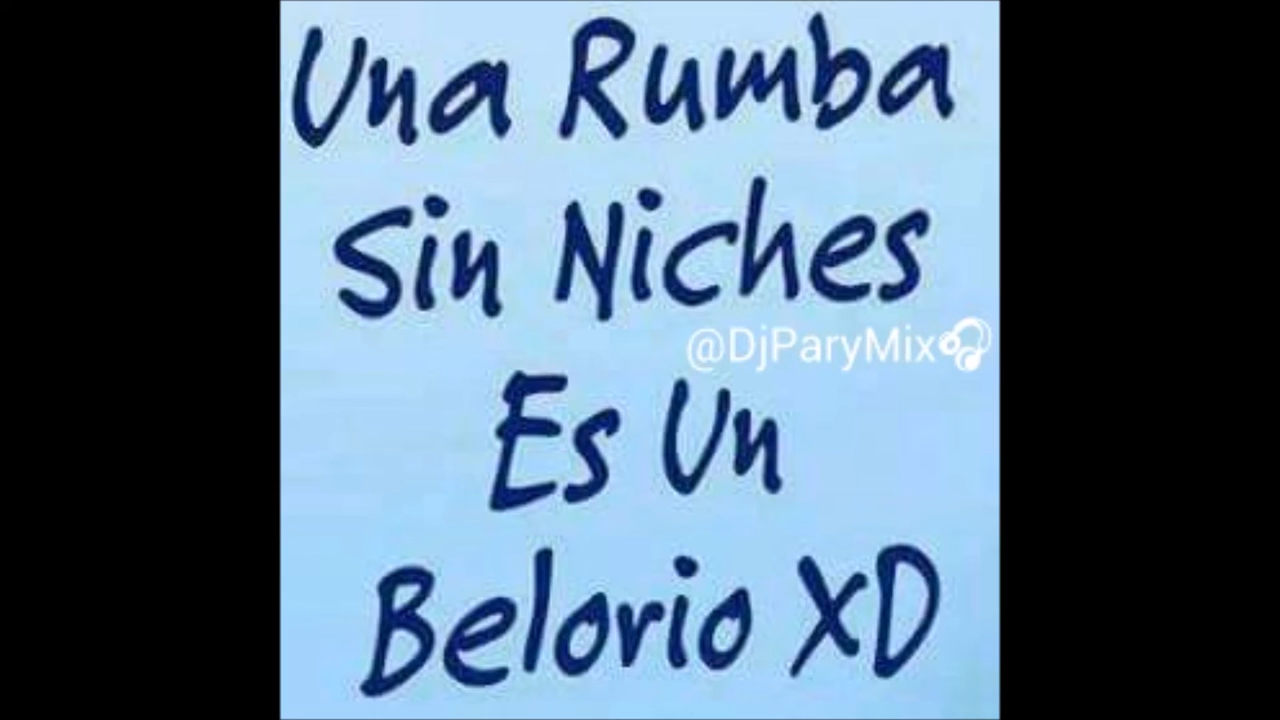 Una Rumba
Sin Niches
@DjParyMix🎧
Es Un
Belorio XD